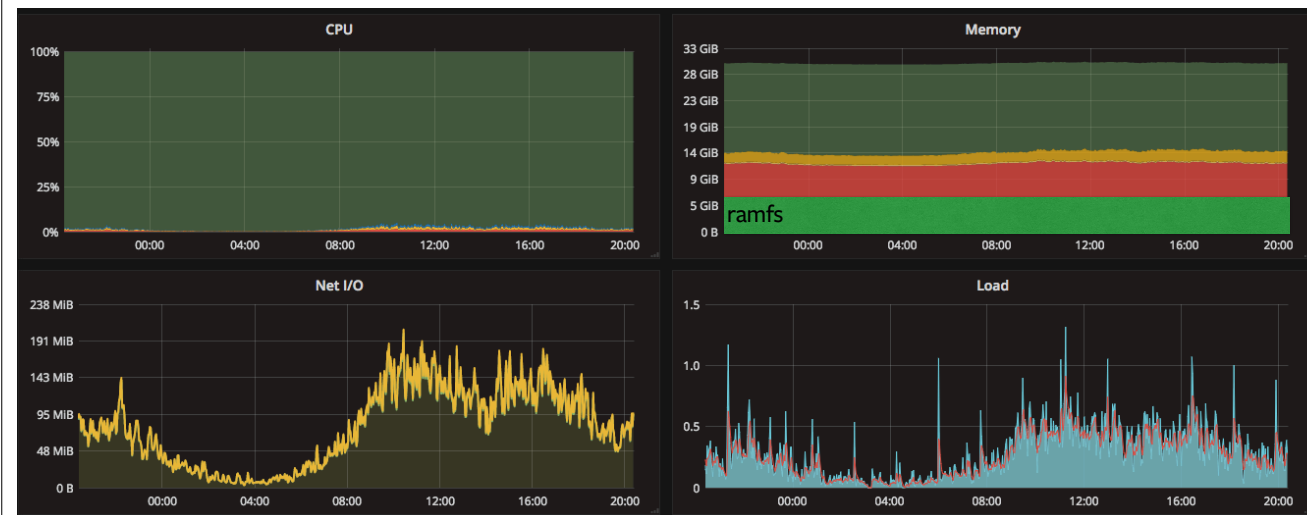 CPU
100%
75%
50%
25%
0%
00:00 04:00 08:00 12:00 16:00 20:00
Memory
33 GiB
28 GiB
23 GiB
19 GiB
14 GiB
9 GiB
5 GiB
0 B
ramfs
00:00 04:00 08:00 12:00 16:00 20:00
Net I/O
238 MiB
191 MiB
143 MiB
95 MiB
48 MiB
0 B
00:00 04:00 08:00 12:00 16:00 20:00
Load
1.5
1.0
0.5
0
00:00 04:00 08:00 12:00 16:00 20:00